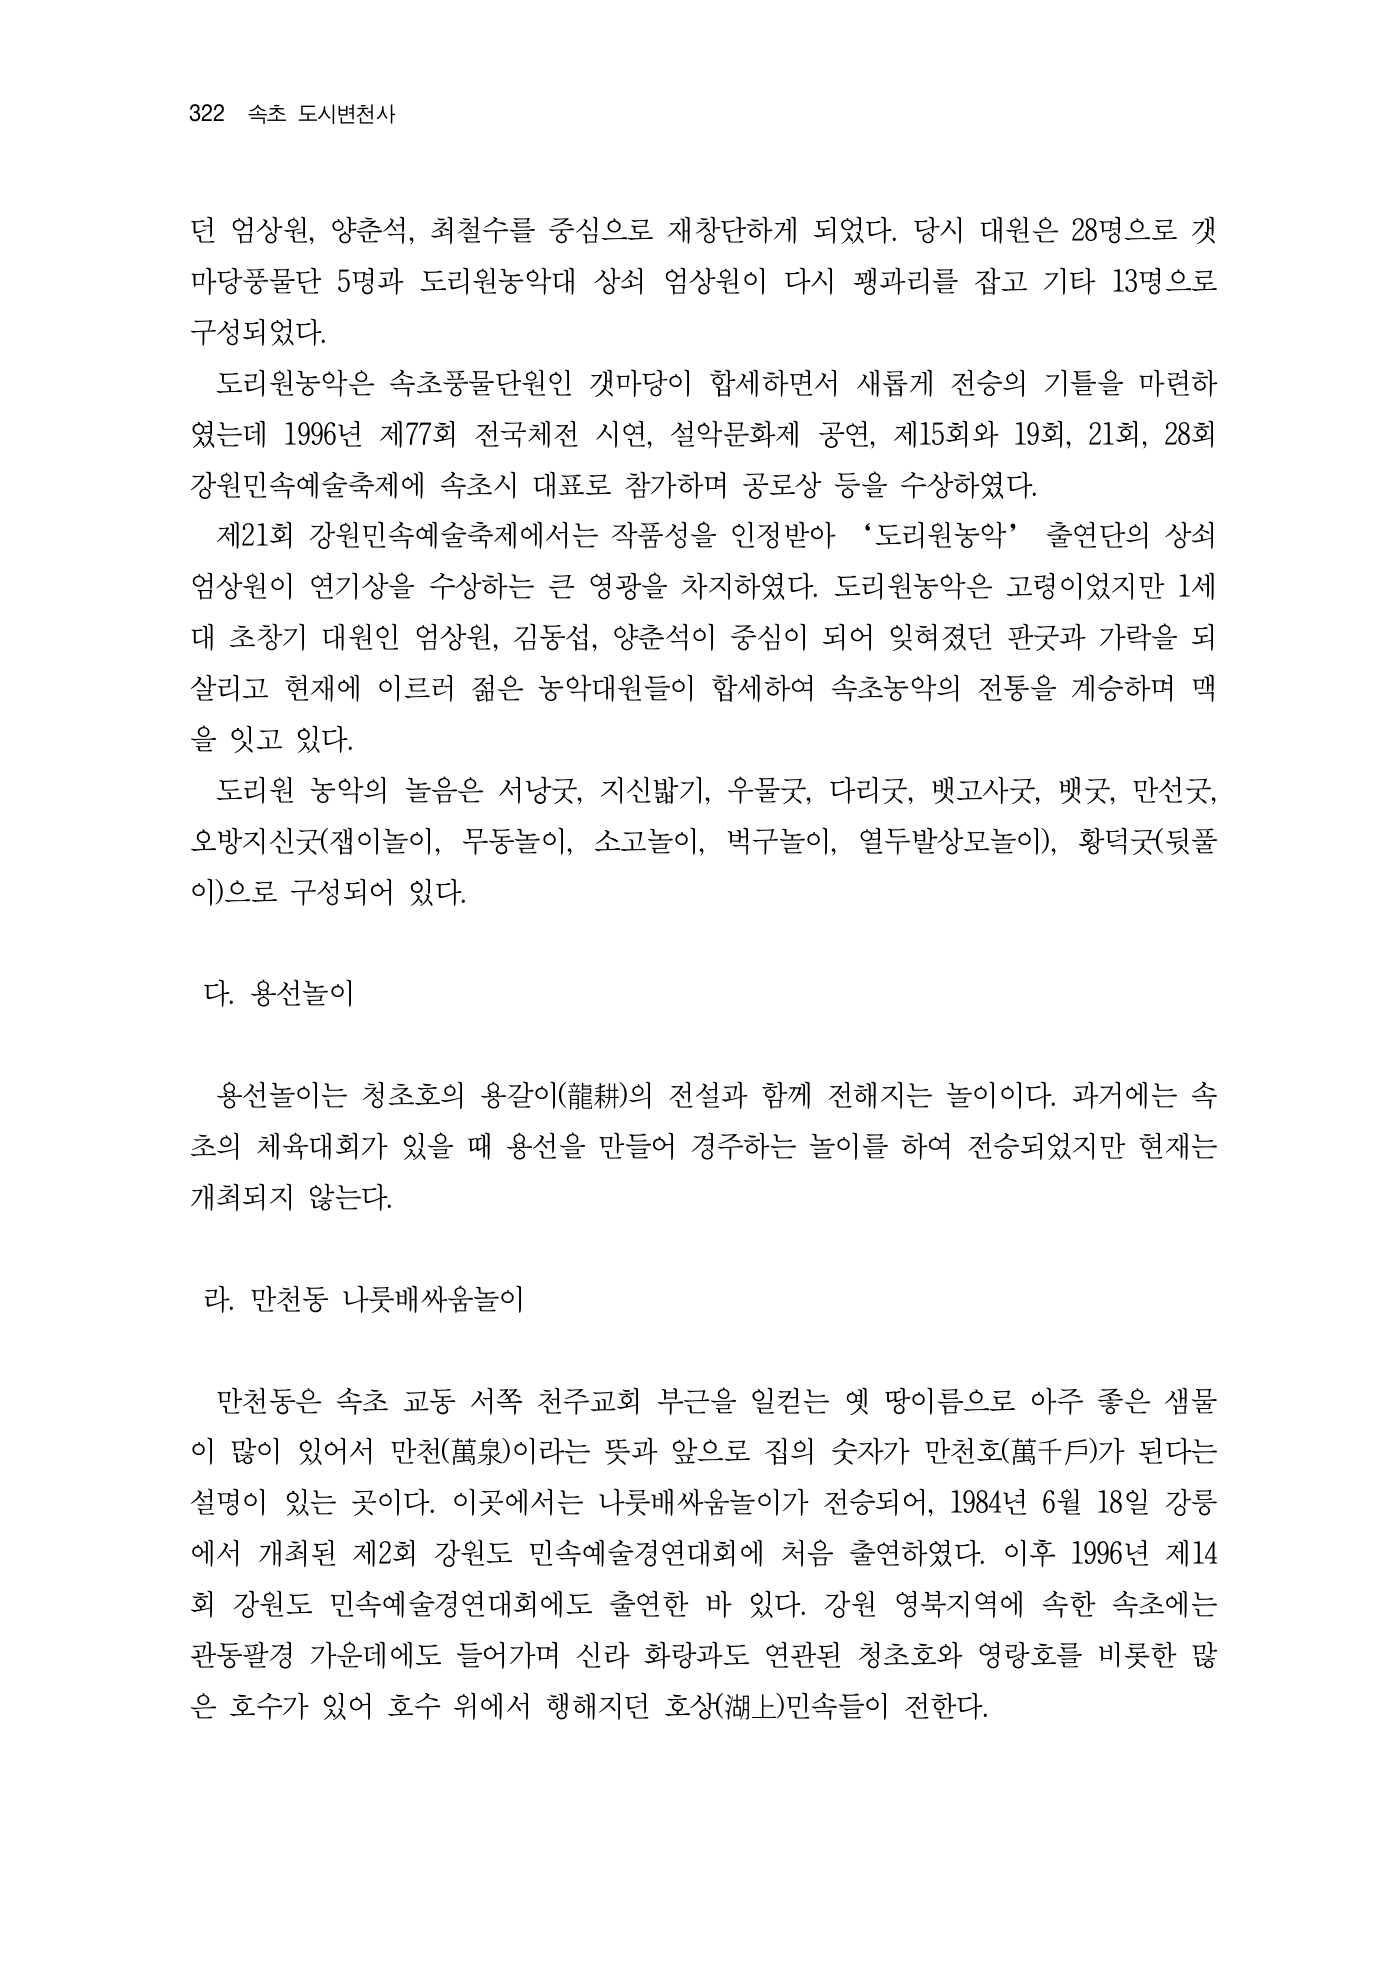 322 속초 도시변천사
던 엄상원, 양춘석, 최철수를 중심으로 재창단하게 되었다. 당시 대원은 28명으로 갯
마당풍물단 5명과 도리원농악대 상쇠 엄상원이 다시 꽹과리를 잡고 기타 13명으로
구성되었다.
도리원농악은 속초풍물단원인 갯마당이 합세하면서 새롭게 전승의 기틀을 마련하
였는데 1996년 제77회 전국체전 시연, 설악문화제 공연, 제15회와 19회, 21회, 28회
강원민속예술축제에 속초시 대표로 참가하며 공로상 등을 수상하였다.
제21회 강원민속예술축제에서는 작품성을 인정받아 ‘도리원농악’ 출연단의 상쇠
엄상원이 연기상을 수상하는 큰 영광을 차지하였다. 도리원농악은 고령이었지만 1세
대 초창기 대원인 엄상원, 김동섭, 양춘석이 중심이 되어 잊혀졌던 판굿과 가락을 되
살리고 현재에 이르러 젊은 농악대원들이 합세하여 속초농악의 전통을 계승하며 맥
을 잇고 있다.
도리원 농악의 놀음은 서낭굿, 지신밟기, 우물굿, 다리굿, 뱃고사굿, 뱃굿, 만선굿,
오방지신굿(잽이놀이, 무동놀이, 소고놀이, 벅구놀이, 열두발상모놀이), 황덕굿(뒷풀
이)으로 구성되어 있다.
다. 용선놀이
용선놀이는 청초호의 용갈이(龍耕)의 전설과 함께 전해지는 놀이이다. 과거에는 속
초의 체육대회가 있을 때 용선을 만들어 경주하는 놀이를 하여 전승되었지만 현재는
개최되지 않는다.
라. 만천동 나룻배싸움놀이
만천동은 속초 교동 서쪽 천주교회 부근을 일컫는 옛 땅이름으로 아주 좋은 샘물
이 많이 있어서 만천(萬泉)이라는 뜻과 앞으로 집의 숫자가 만천호(萬千戶)가 된다는
설명이 있는 곳이다. 이곳에서는 나룻배싸움놀이가 전승되어, 1984년 6월 18일 강릉
에서 개최된 제2회 강원도 민속예술경연대회에 처음 출연하였다. 이후 1996년 제14
회 강원도 민속예술경연대회에도 출연한 바 있다. 강원 영북지역에 속한 속초에는
관동팔경 가운데에도 들어가며 신라 화랑과도 연관된 청초호와 영랑호를 비롯한 많
은 호수가 있어 호수 위에서 행해지던 호상(湖上)민속들이 전한다.